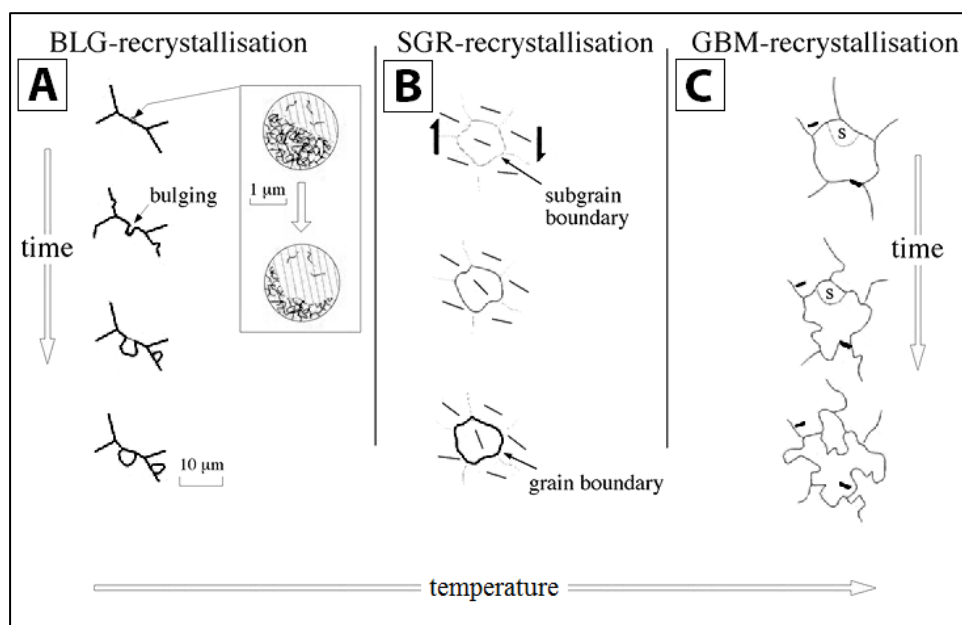 BLG-recrystallisation
SGR-recrystallisation
GBM-recrystallisation
A
B
C
S
1 µm
bulging
subgrain
boundary
time
time
S
10 µm
grain boundary
temperature